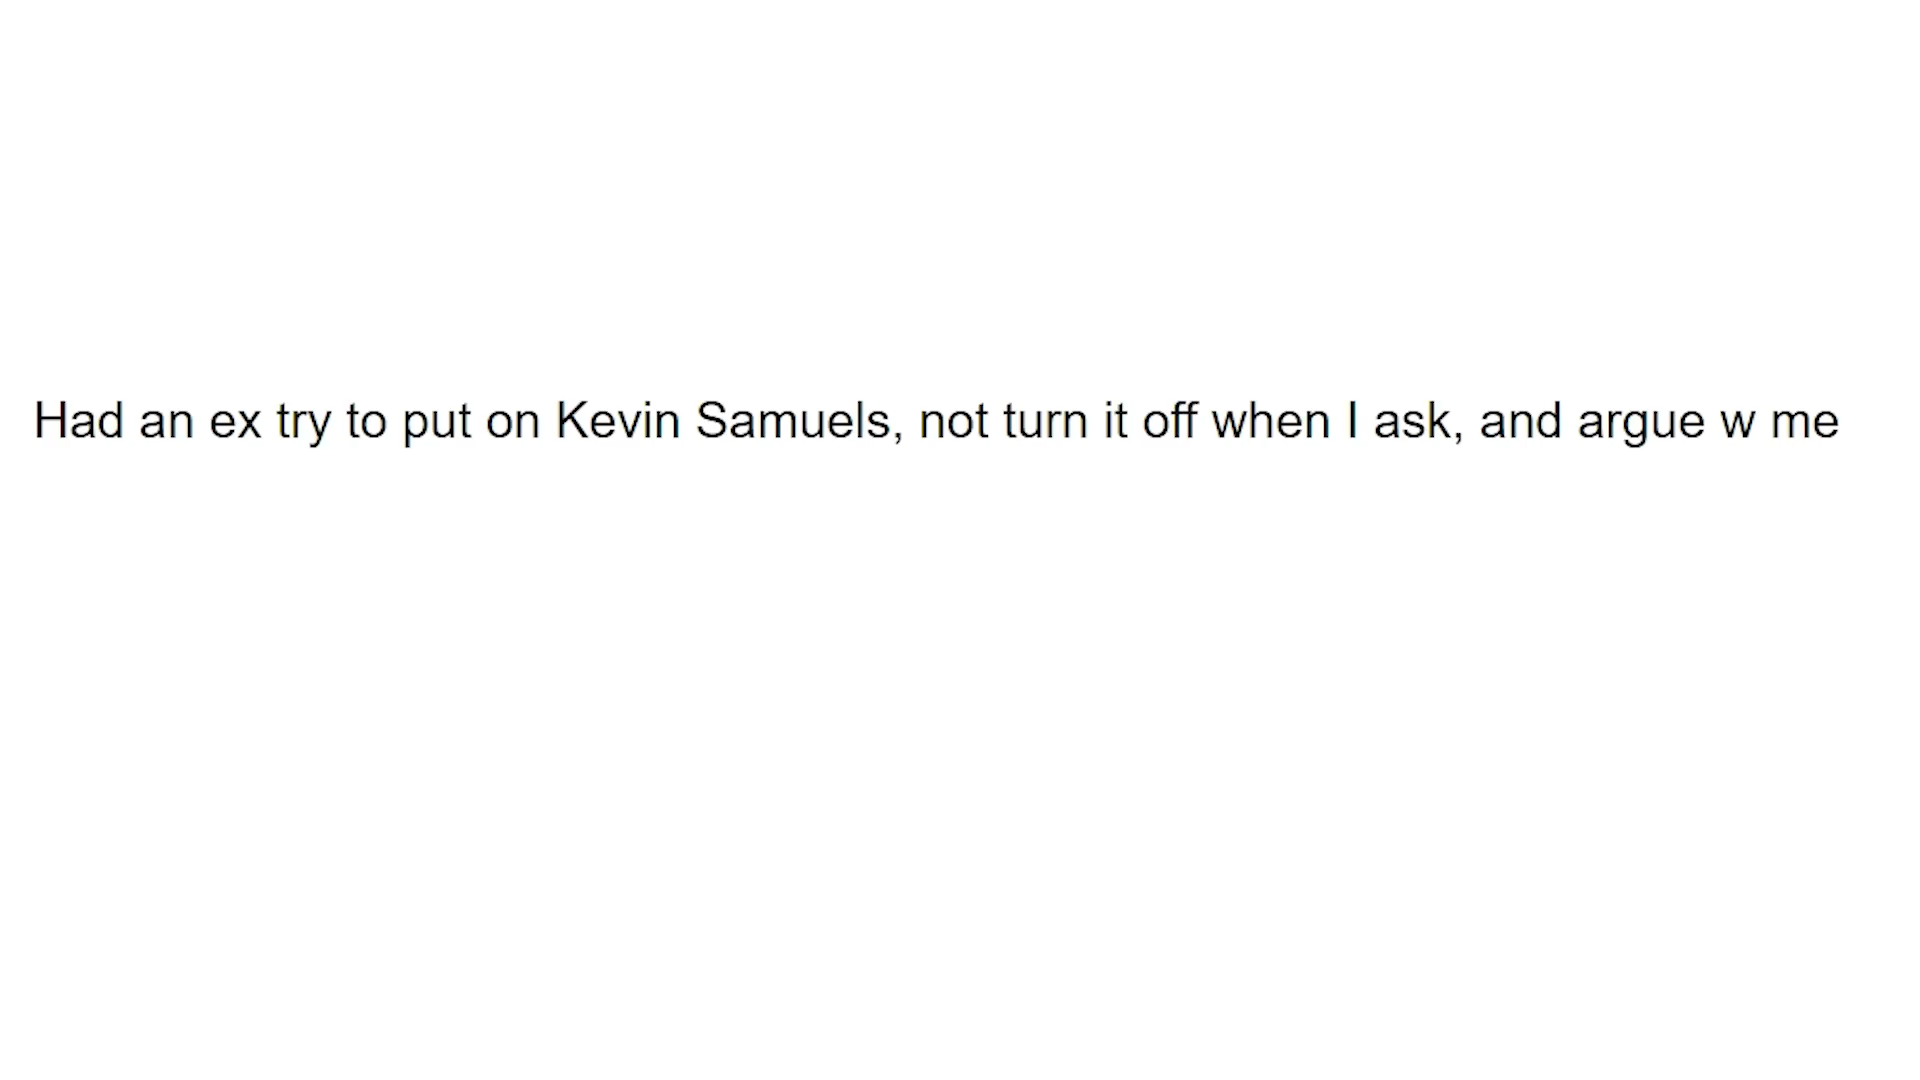 Had an ex try to put on Kevin Samuels, not turn it off when I ask, and argue w me